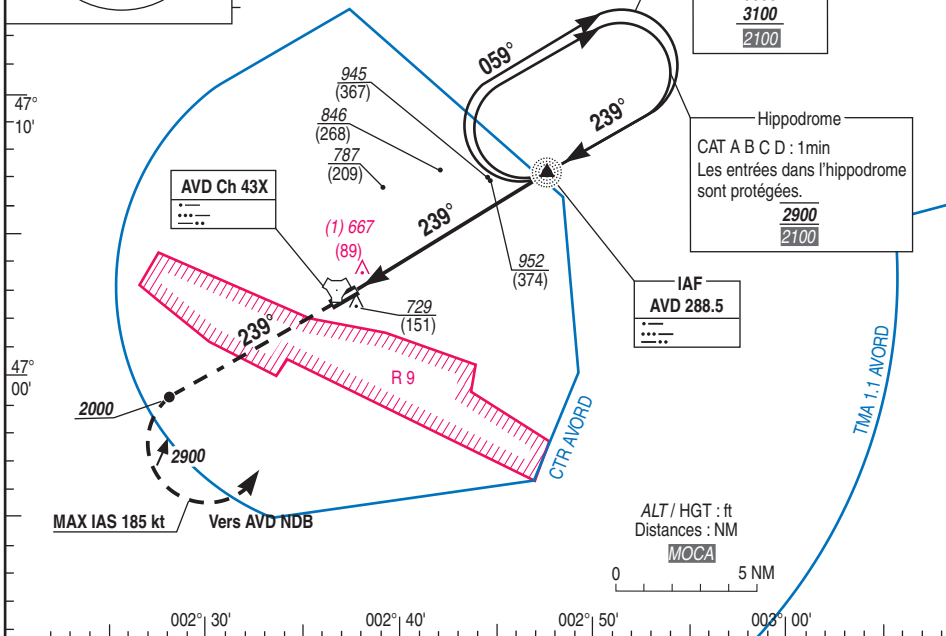 3100
2100
059°
945
(367)
47°
10'
846
(268)
239°
Hippodrome
CAT A B C D : 1min
Les entrées dans l'hippodrome
sont protégées.
2900
2100
787
(209)
AVD Ch 43X
239°
(1) 667
(89)
952
(374)
IAF
AVD 288.5
729
(151)
239°
47°
00'
R 9
TMA 1.1 AVORD
2000
CTR AVORD
2900
MAX IAS 185 kt
Vers AVD NDB
ALT / HGT : ft
Distances : NM
MOCA
0
5 NM
002° 30'
002° 40'
002° 50'
003° 00'